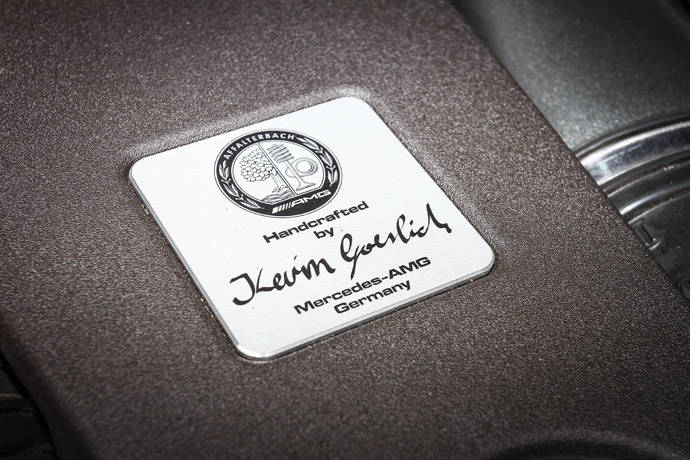 AFFALTERBACH
AMG
Handcrafted
by
Kevin Goerlich
Mercedes-AMG
Germany